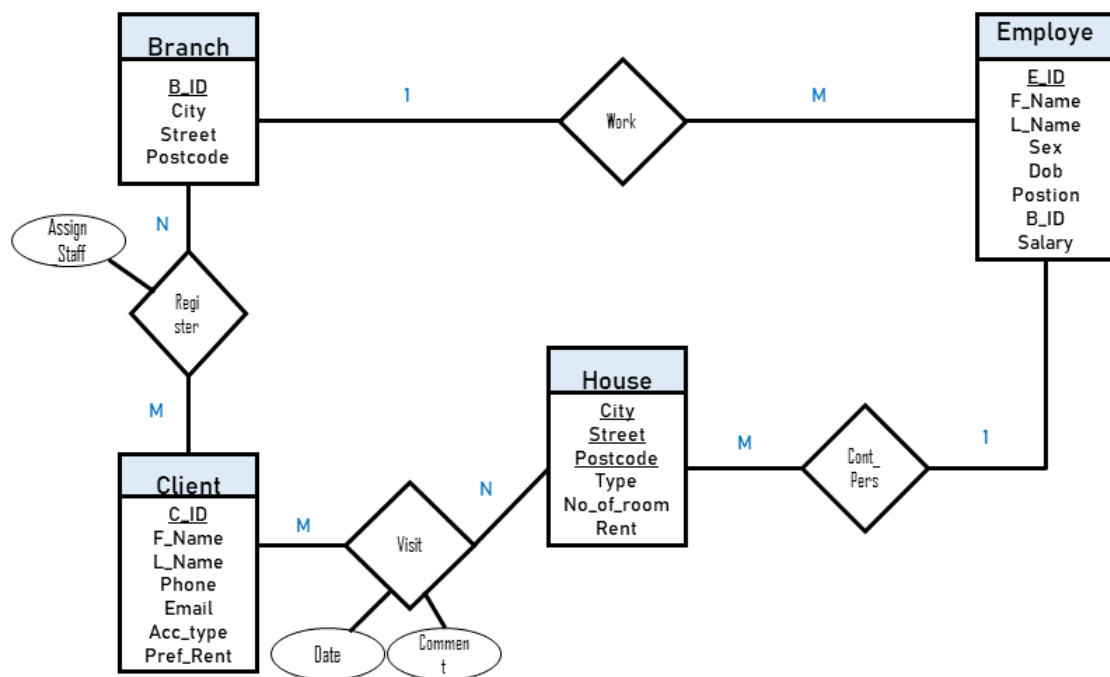 Branch
B_ID
City
Street
Postcode
1
Work
M
Employe
E_ID
F_Name
L_Name
Sex
Dob
Postion
B_ID
Salary
N
Assign
_Staff
Regi
ster
M
Client
C_ID
F_Name
L_Name
Phone
Email
Acc_type
Pref_Rent
M
Visit
N
Date
Commen
t
House
City
Street
Postcode
Type
No_of_room
Rent
M
Cont_
Pers
1